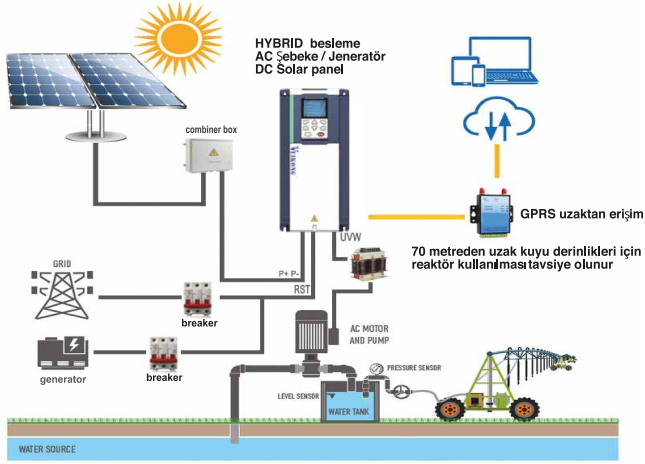 HYBRID besleme
AC Şebeke / Jeneratör
DC Solar panel
combiner box
GPRS uzaktan erişim
UVW
70 metreden uzak kuyu derinlikleri için
reaktör kullanılması tavsiye olunur
P+ P-
RST
GRID
breaker
AC MOTOR
AND PUMP
generator
breaker
PRESSURE SENSOR
LEVEL SENSOR
WATER TANK
WATER SOURCE